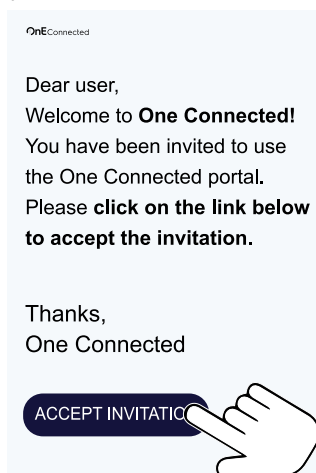 OnEConnected
Dear user,
Welcome to One Connected!
You have been invited to use
the One Connected portal.
Please click on the link below
to accept the invitation.
Thanks,
One Connected
ACCEPT INVITATIO